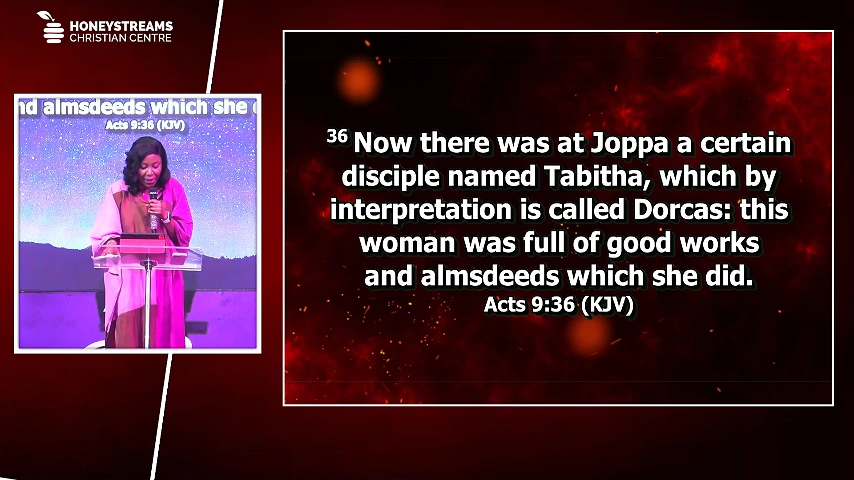 HONEYSTREAMS
CHRISTIAN CENTRE
nd almsdeeds which she
Acts 9:36 (KJV)
36 Now there was at Joppa a certain
disciple named Tabitha, which by
interpretation is called Dorcas: this
woman was full of good works
and almsdeeds which she did.
Acts 9:36 (KJV)